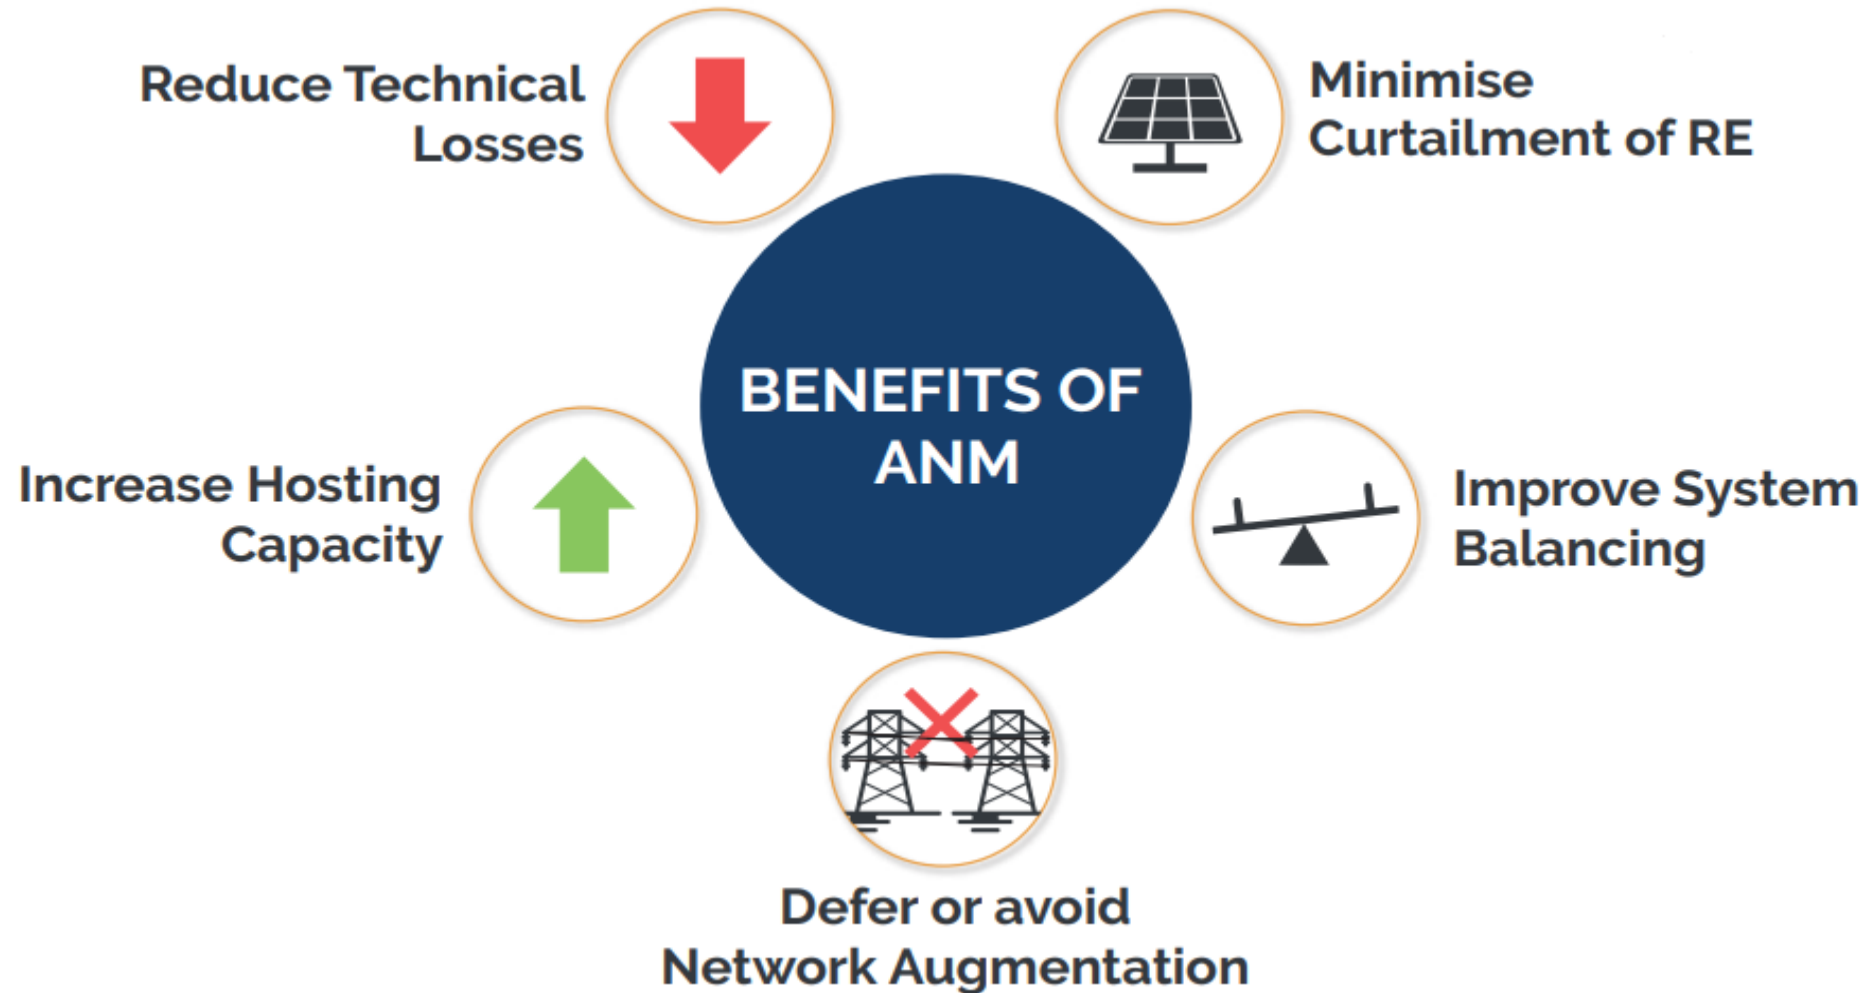 Reduce Technical
Losses
Minimise
Curtailment of RE
BENEFITS OF
ANM
Increase Hosting
Capacity
Improve System
Balancing
Defer or avoid
Network Augmentation